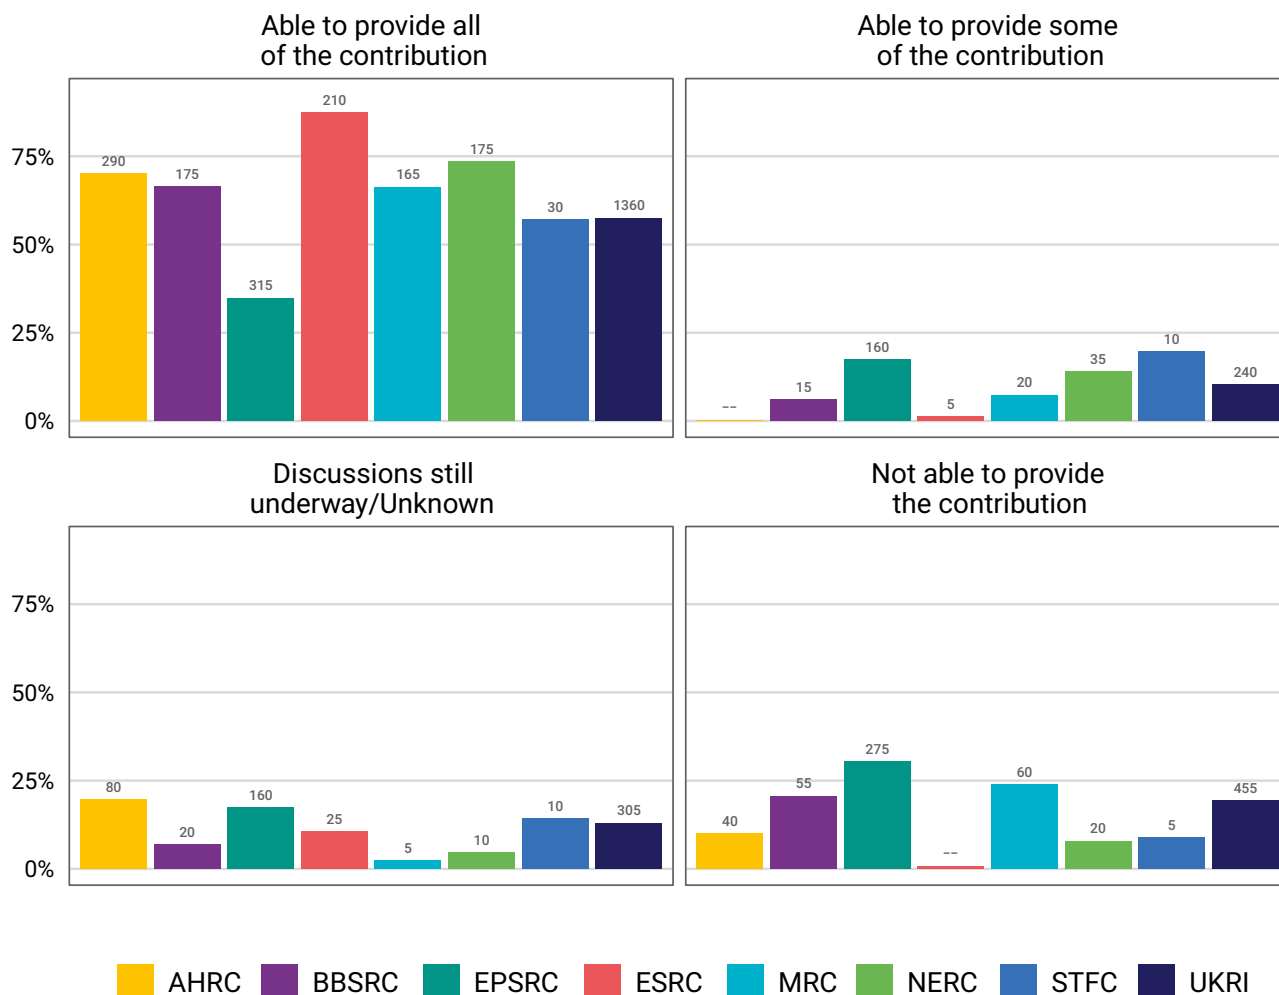 Able to provide all
of the contribution
Able to provide some
of the contribution
75%
50%
25%
0%
290
175
315
210
165
175
30
1360
--
15
160
5
20
35
10
240
Discussions still
underway/Unknown
Not able to provide
the contribution
75%
50%
25%
0%
80
20
160
25
5
10
10
305
40
55
275
--
60
20
5
455
AHRC
BBSRC
EPSRC
ESRC
MRC
NERC
STFC
UKRI